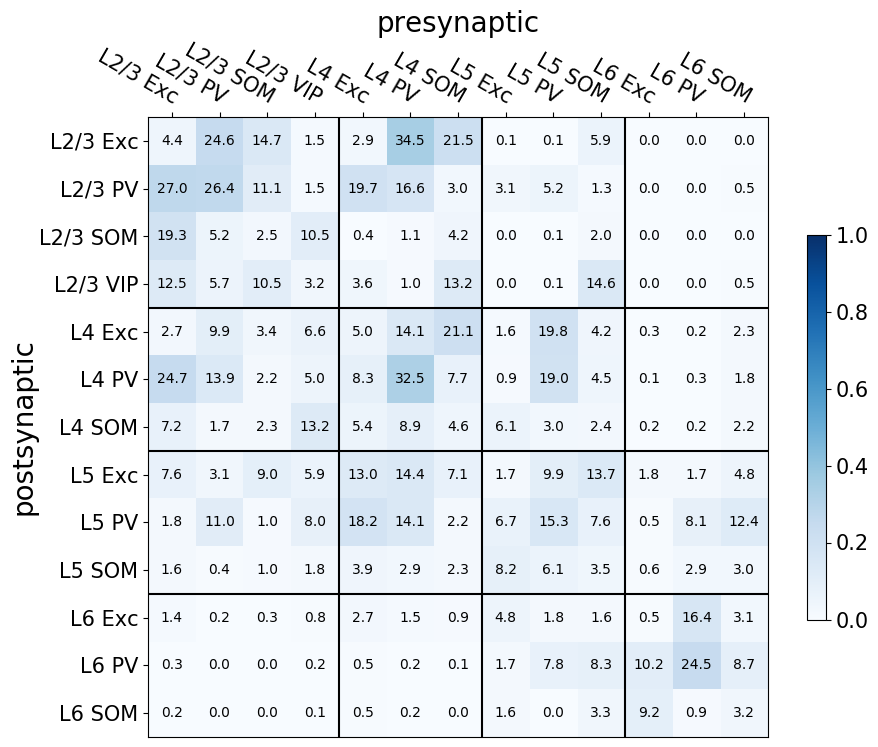 presynaptic
L2/3 Exc L2/3 PV L2/3 SOM L2/3 VIP L4 Exc L4 PV L4 SOM L5 Exc L5 PV L5 SOM L6 Exc L6 PV L6 SOM
L2/3 Exc 4.4 24.6 14.7 1.5 2.9 34.5 21.5 0.1 0.1 5.9 0.0 0.0 0.0
L2/3 PV 27.0 26.4 11.1 1.5 19.7 16.6 3.0 3.1 5.2 1.3 0.0 0.0 0.5
L2/3 SOM 19.3 5.2 2.5 10.5 0.4 1.1 4.2 0.0 0.1 2.0 0.0 0.0 0.0
L2/3 VIP 12.5 5.7 10.5 3.2 3.6 1.0 13.2 0.0 0.1 14.6 0.0 0.0 0.5
L4 Exc 2.7 9.9 3.4 6.6 5.0 14.1 21.1 1.6 19.8 4.2 0.3 0.2 2.3
L4 PV 24.7 13.9 2.2 5.0 8.3 32.5 7.7 0.9 19.0 4.5 0.1 0.3 1.8
L4 SOM 7.2 1.7 2.3 13.2 5.4 8.9 4.6 6.1 3.0 2.4 0.2 0.2 2.2
L5 Exc 7.6 3.1 9.0 5.9 13.0 14.4 7.1 1.7 9.9 13.7 1.8 1.7 4.8
L5 PV 1.8 11.0 1.0 8.0 18.2 14.1 2.2 6.7 15.3 7.6 0.5 8.1 12.4
L5 SOM 1.6 0.4 1.0 1.8 3.9 2.9 2.3 8.2 6.1 3.5 0.6 2.9 3.0
L6 Exc 1.4 0.2 0.3 0.8 2.7 1.5 0.9 4.8 1.8 1.6 0.5 16.4 3.1
L6 PV 0.3 0.0 0.0 0.2 0.5 0.2 0.1 1.7 7.8 8.3 10.2 24.5 8.7
L6 SOM 0.2 0.0 0.0 0.1 0.5 0.2 0.0 1.6 0.0 3.3 9.2 0.9 3.2
postsynaptic
1.0
0.8
0.6
0.4
0.2
0.0